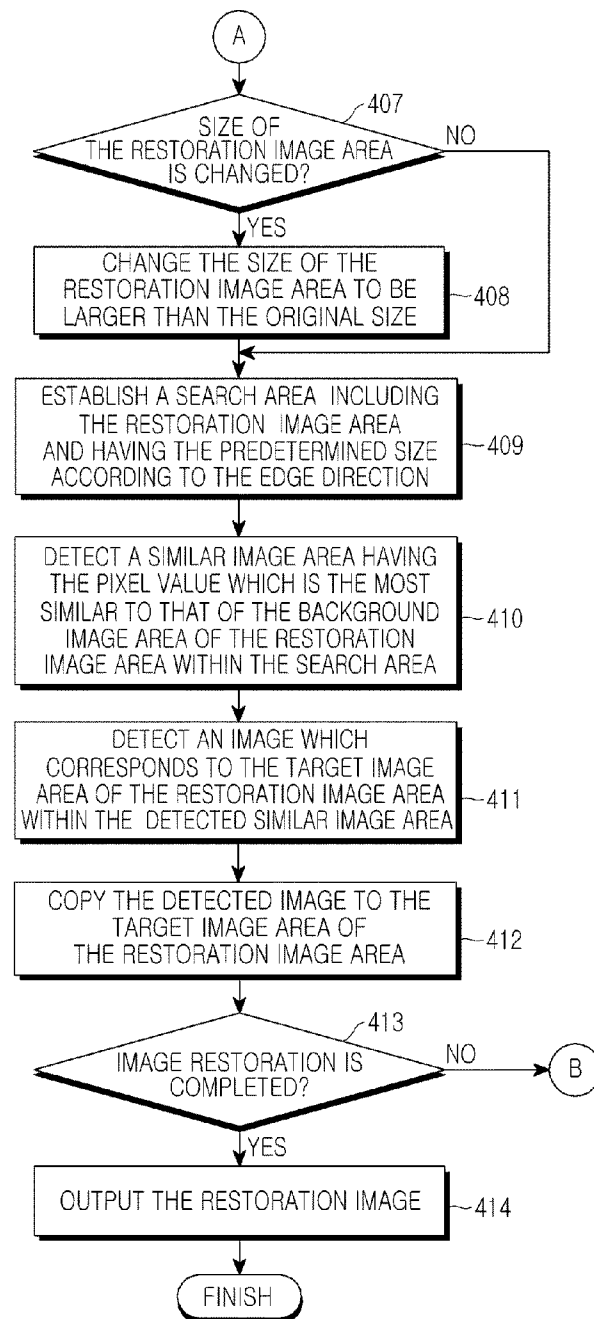 A
407
SIZE OF
THE RESTORATION IMAGE AREA
IS CHANGED?
NO
YES
CHANGE THE SIZE OF THE
RESTORATION IMAGE AREA TO BE
LARGER THAN THE ORIGINAL SIZE
408
ESTABLISH A SEARCH AREA INCLUDING
THE RESTORATION IMAGE AREA
AND HAVING THE PREDETERMINED SIZE
ACCORDING TO THE EDGE DIRECTION
409
DETECT A SIMILAR IMAGE AREA HAVING
THE PIXEL VALUE WHICH IS THE MOST
SIMILAR TO THAT OF THE BACKGROUND
IMAGE AREA OF THE RESTORATION
IMAGE AREA WITHIN THE SEARCH AREA
410
DETECT AN IMAGE WHICH
CORRESPONDS TO THE TARGET IMAGE
AREA OF THE RESTORATION IMAGE AREA
WITHIN THE DETECTED SIMILAR IMAGE AREA
411
COPY THE DETECTED IMAGE TO THE
TARGET IMAGE AREA OF
THE RESTORATION IMAGE AREA
412
413
IMAGE RESTORATION IS
COMPLETED?
NO
B
YES
OUTPUT THE RESTORATION IMAGE
414
FINISH